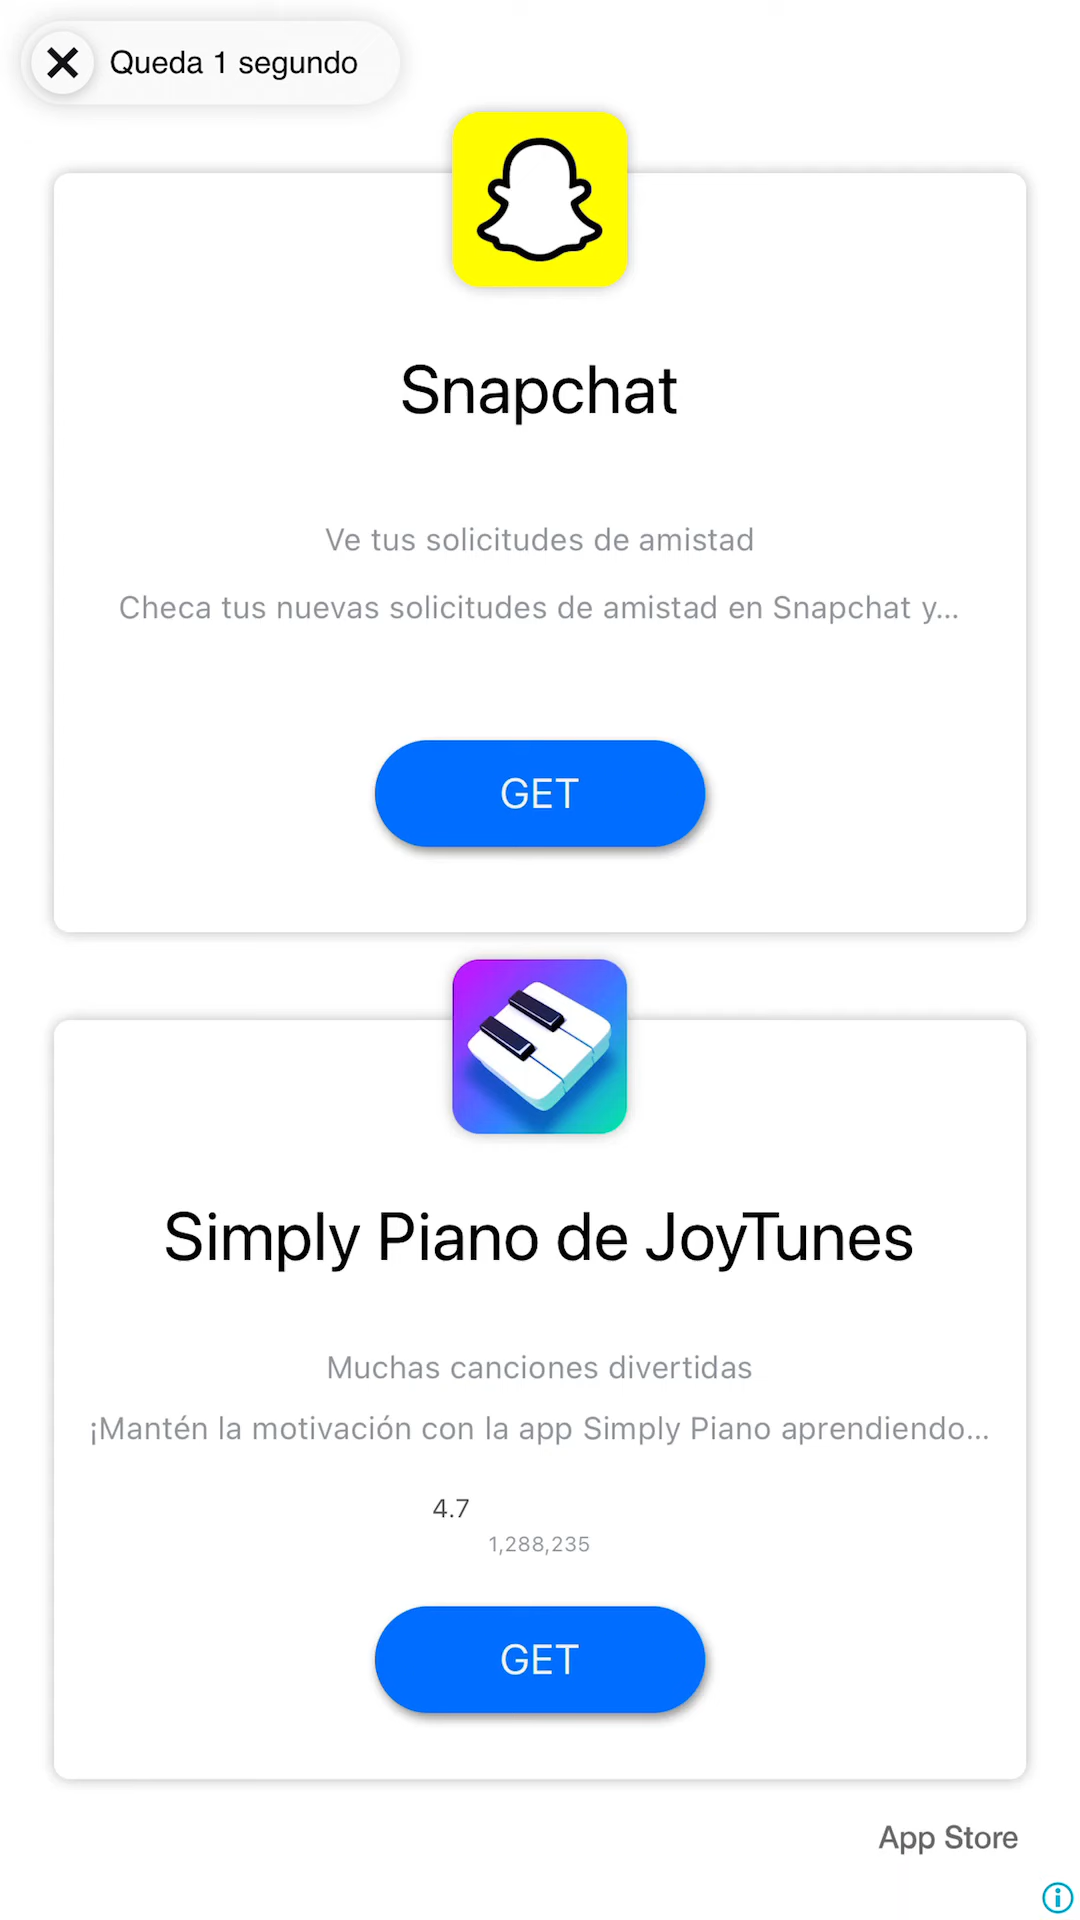 Queda 1 segundo
Snapchat
Ve tus solicitudes de amistad
Checa tus nuevas solicitudes de amistad en Snapchat y...
GET
Simply Piano de JoyTunes
Muchas canciones divertidas
¡Mantén la motivación con la app Simply Piano aprendiendo...
4.7
1,288,235
GET
App Store